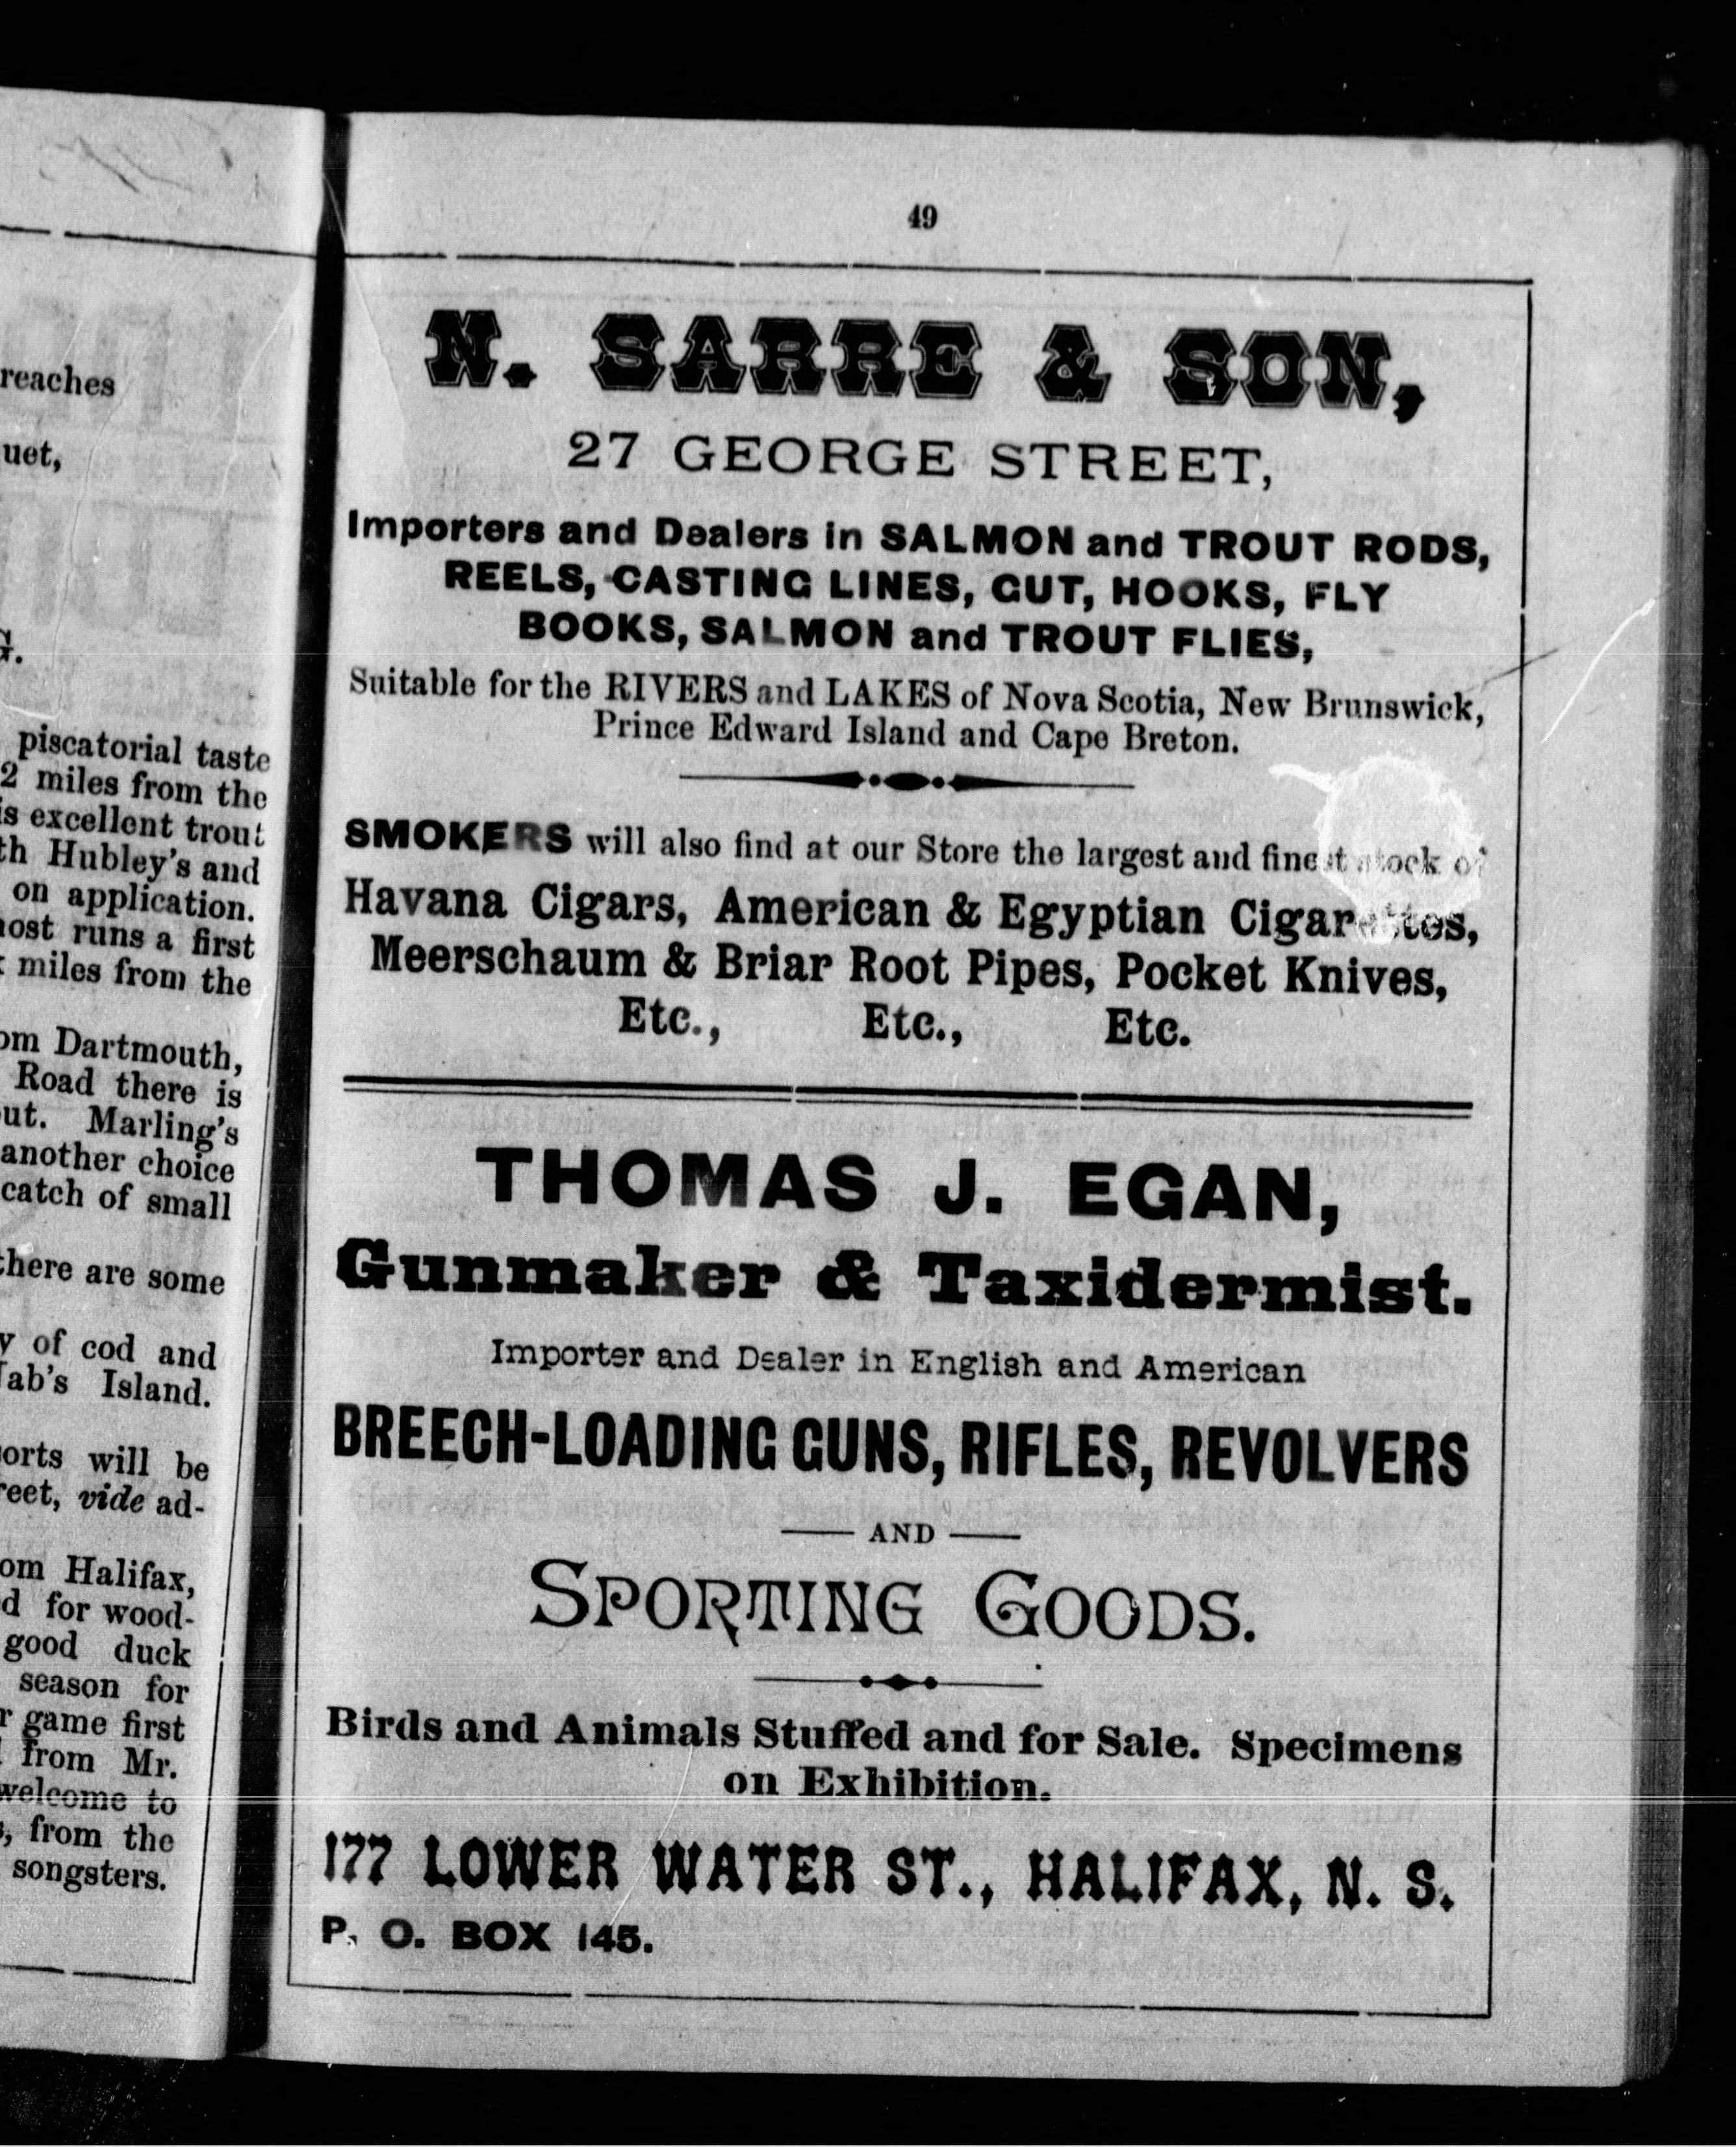 reaches
uet,
G.
piscatorial taste
2 miles from the
is excellent trout
th Hubley's and
on application.
ost runs a first
miles from the
om Dartmouth,
Road there is
out. Marling's
another choice
catch of small
there are some
y of cod and
Nab's Island.
orts will be
reet, vide ad-
om Halifax,
d for wood-
good duck
season for
r game first
from Mr.
welcome to
, from the
songsters.
49
N. SARRE & SON,
27 GEORGE STREET,
Importers and Dealers in SALMON and TROUT RODS,
REELS, CASTING LINES, GUT, HOOKS, FLY
BOOKS, SALMON and TROUT FLIES,
Suitable for the RIVERS and LAKES of Nova Scotia, New Brunswick,
Prince Edward Island and Cape Breton.
SMOKERS will also find at our Store the largest and finest stock of
Havana Cigars, American & Egyptian Cigarettes,
Meerschaum & Briar Root Pipes, Pocket Knives,
Etc., Etc., Etc.
THOMAS J. EGAN,
Gunmaker & Taxidermist.
Importer and Dealer in English and American
BREECH-LOADING GUNS, RIFLES, REVOLVERS
AND
SPORTING GOODS.
Birds and Animals Stuffed and for Sale. Specimens
on Exhibition.
177 LOWER WATER ST., HALIFAX, N. S.
P. O. BOX 145.